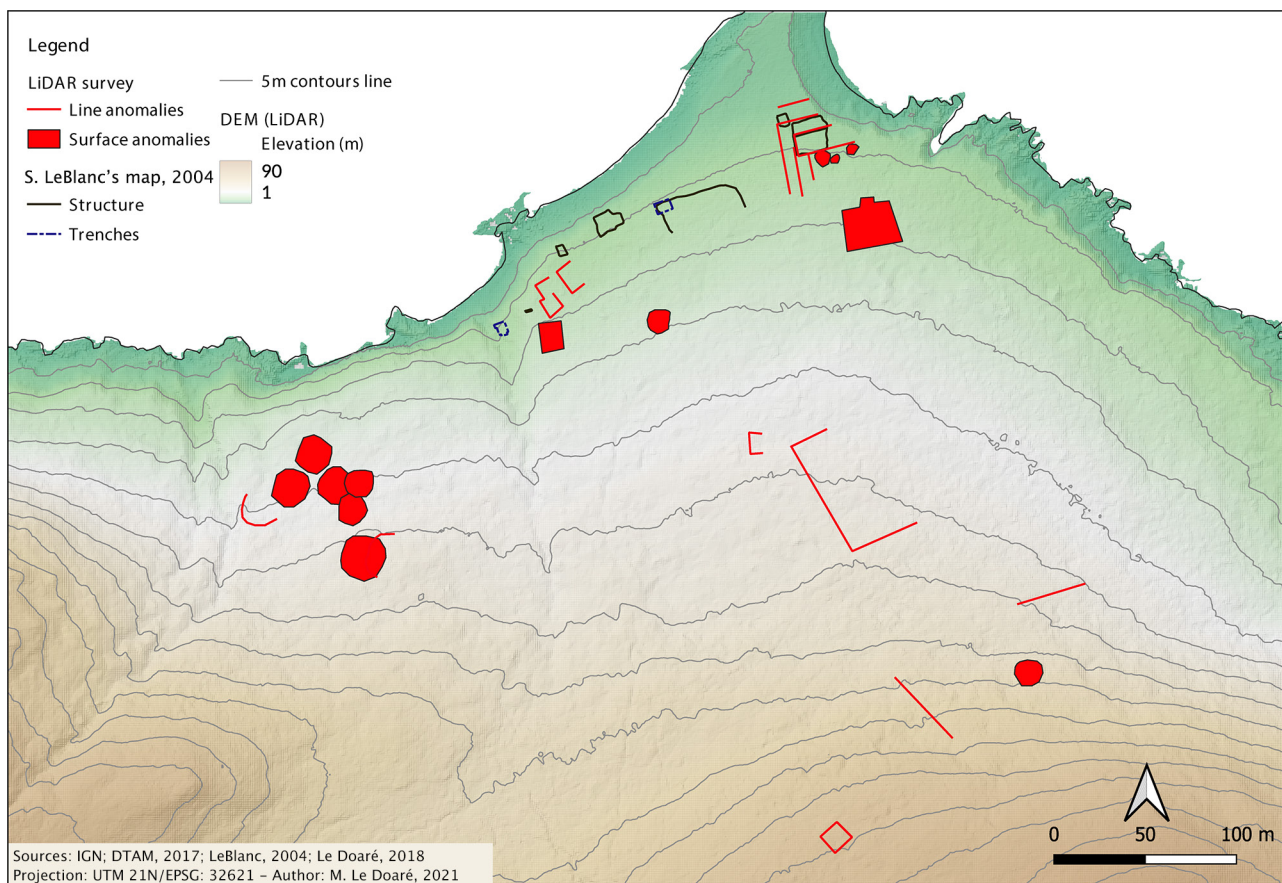 Legend
LiDAR survey
Line anomalies
Surface anomalies
S. LeBlanc's map, 2004
Structure
Trenches
5m contours line
DEM (LiDAR)
Elevation (m)
90
1
0 50 100 m
Sources: IGN; DTAM, 2017; LeBlanc, 2004; Le Doaré, 2018
Projection: UTM 21N/EPSG: 32621 – Author: M. Le Doaré, 2021